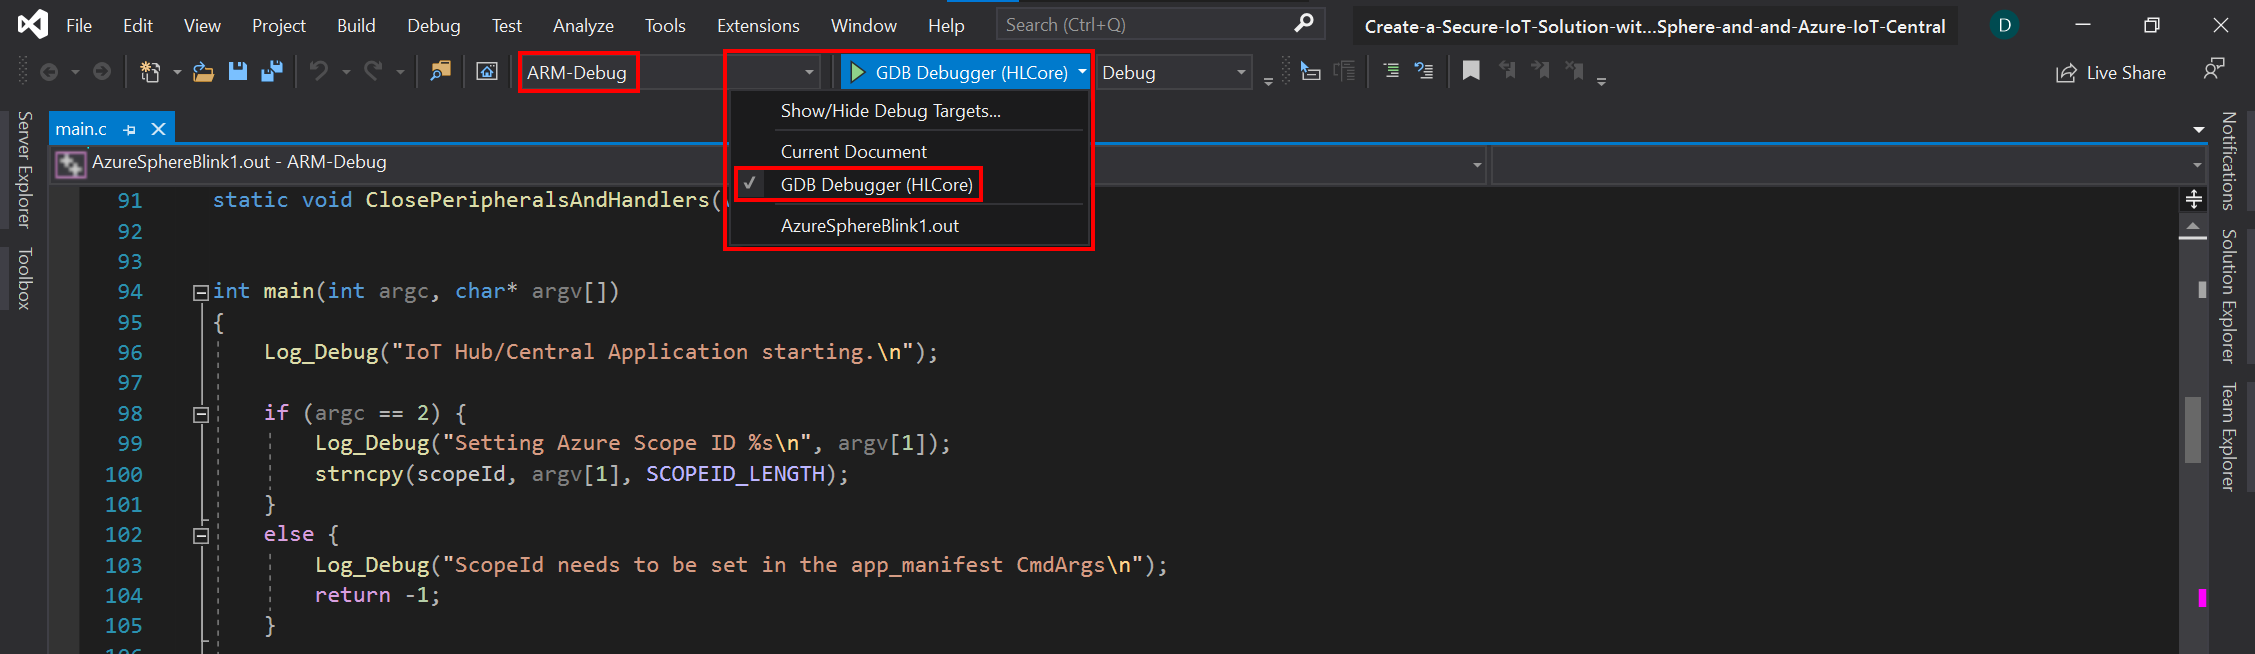 File Edit View Project Build Debug Test Analyze Tools Extensions Window Help Search (Ctrl+Q) Create-a-Secure-IoT-Solution-wit...Sphere-and-and-Azure-IoT-Central D
ARM-Debug GDB Debugger (HLCore) Debug Live Share
Show/Hide Debug Targets...
Current Document
GDB Debugger (HLCore)
AzureSphereBlink1.out
Server Explorer
Toolbox
main.c
AzureSphereBlink1.out - ARM-Debug
91 static void ClosePeripheralsAndHandlers(
92
93
94 int main(int argc, char* argv[])
95 {
96 Log_Debug("IoT Hub/Central Application starting.\n");
97
98 if (argc == 2) {
99 Log_Debug("Setting Azure Scope ID %s\n", argv[1]);
100 strncpy(scopeId, argv[1], SCOPEID_LENGTH);
101 }
102 else {
103 Log_Debug("ScopeId needs to be set in the app_manifest CmdArgs\n");
104 return -1;
105 }
Notifications
Solution Explorer
Team Explorer